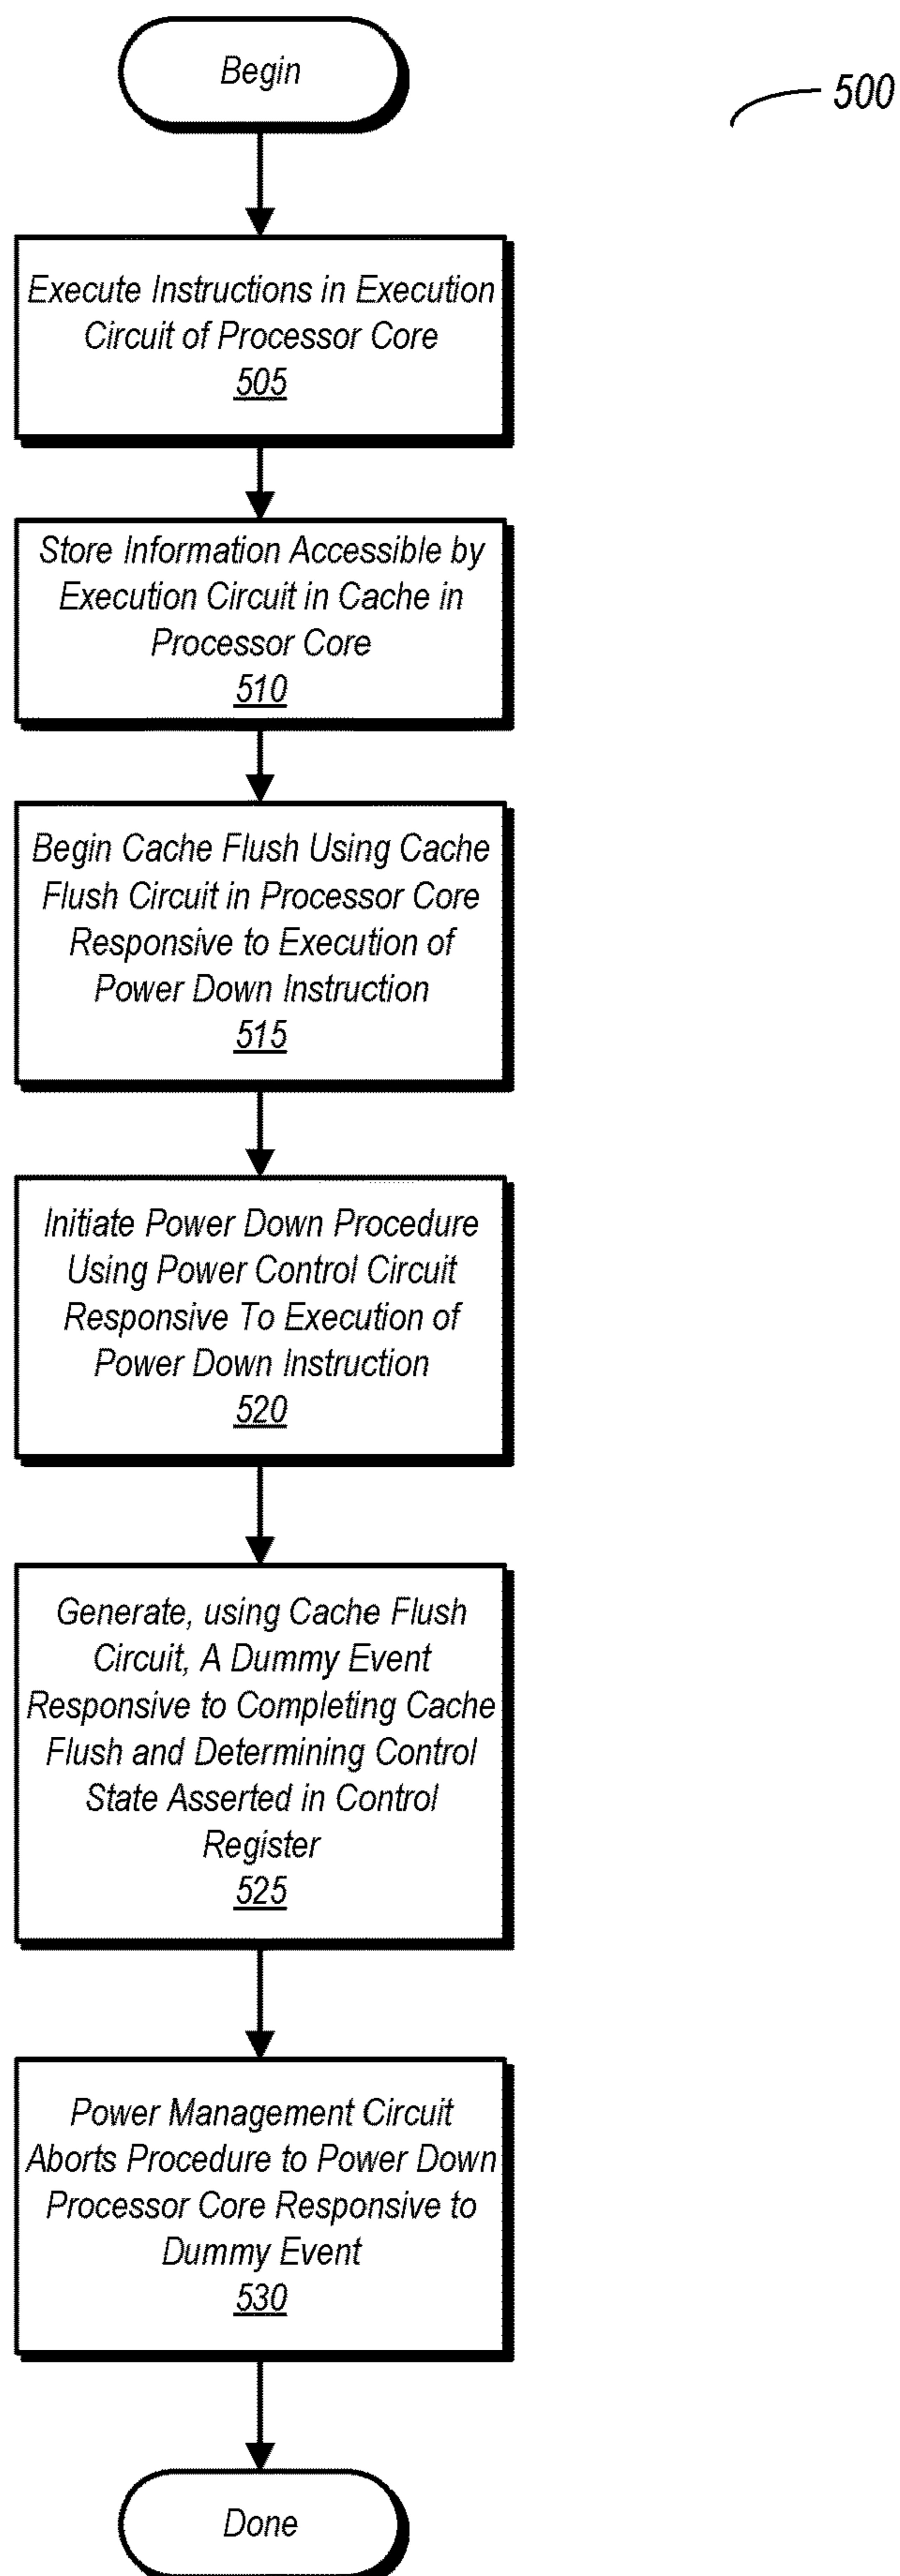 Begin
500
Execute Instructions in Execution
Circuit of Processor Core
505
Store Information Accessible by
Execution Circuit in Cache in
Processor Core
510
Begin Cache Flush Using Cache
Flush Circuit in Processor Core
Responsive to Execution of
Power Down Instruction
515
Initiate Power Down Procedure
Using Power Control Circuit
Responsive To Execution of
Power Down Instruction
520
Generate, using Cache Flush
Circuit, A Dummy Event
Responsive to Completing Cache
Flush and Determining Control
State Asserted in Control
Register
525
Power Management Circuit
Aborts Procedure to Power Down
Processor Core Responsive to
Dummy Event
530
Done